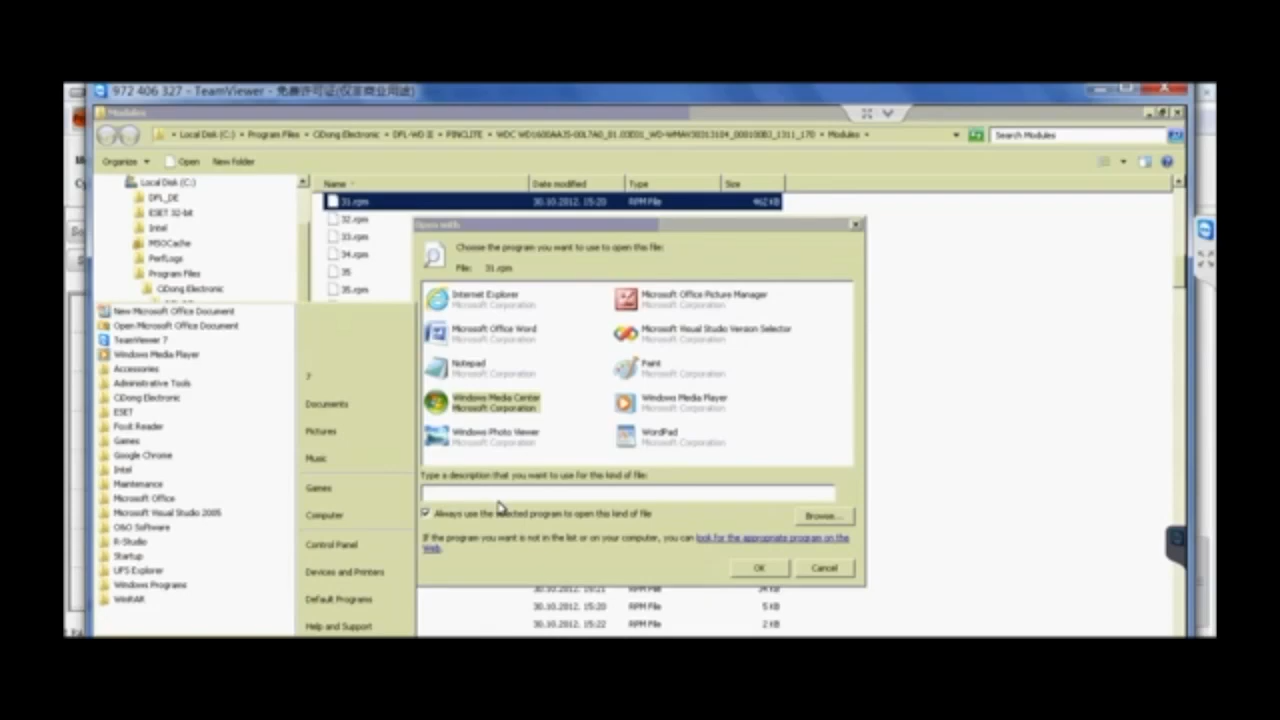 972 406 327 - TeamViewer - 免费许可证(仅非商业用途)
Modules
Local Disk (C:) Program Files CiDong Electronic DFL-WD II Modules
Search Modules
Organize Open New Folder
Name Date modified Type Size
Local Disk (C:)
DFL_DE
ESET 32-bit
Intel
MSOCache
PerfLogs
Program Files
CiDong Electronic
31.rpm 30.10.2012. 15:20 RPM File 462 KB
32.rpm
33.rpm
34.rpm
35
35.rpm
New Microsoft Office Document
Open Microsoft Office Document
TeamViewer 7
Windows Media Player
Accessories
Administrative Tools
CiDong Electronic
ESET
Foxit Reader
Games
Google Chrome
Intel
Maintenance
Microsoft Office
Microsoft Visual Studio 2005
O&O Software
R-Studio
Startup
UFS Explorer
Windows Programs
WinRAR
Documents
Pictures
Music
Games
Computer
Control Panel
Devices and Printers
Default Programs
Help and Support
Open with
Choose the program you want to use to open this file:
File: 31.rpm
Internet Explorer
Microsoft Corporation
Microsoft Office Picture Manager
Microsoft Corporation
Microsoft Office Word
Microsoft Corporation
Microsoft Visual Studio Version Selector
Microsoft Corporation
Notepad
Microsoft Corporation
Paint
Microsoft Corporation
Windows Media Center
Microsoft Corporation
Windows Media Player
Microsoft Corporation
Windows Photo Viewer
Microsoft Corporation
WordPad
Microsoft Corporation
Type a description that you want to use for this kind of file:
Always use the selected program to open this kind of file
Browse...
If the program you want is not in the list or on your computer, you can look for the appropriate program on the
Web.
OK Cancel
30.10.2012. 15:21 RPM File 34 KB
30.10.2012. 15:20 RPM File 5 KB
30.10.2012. 15:22 RPM File 2 KB